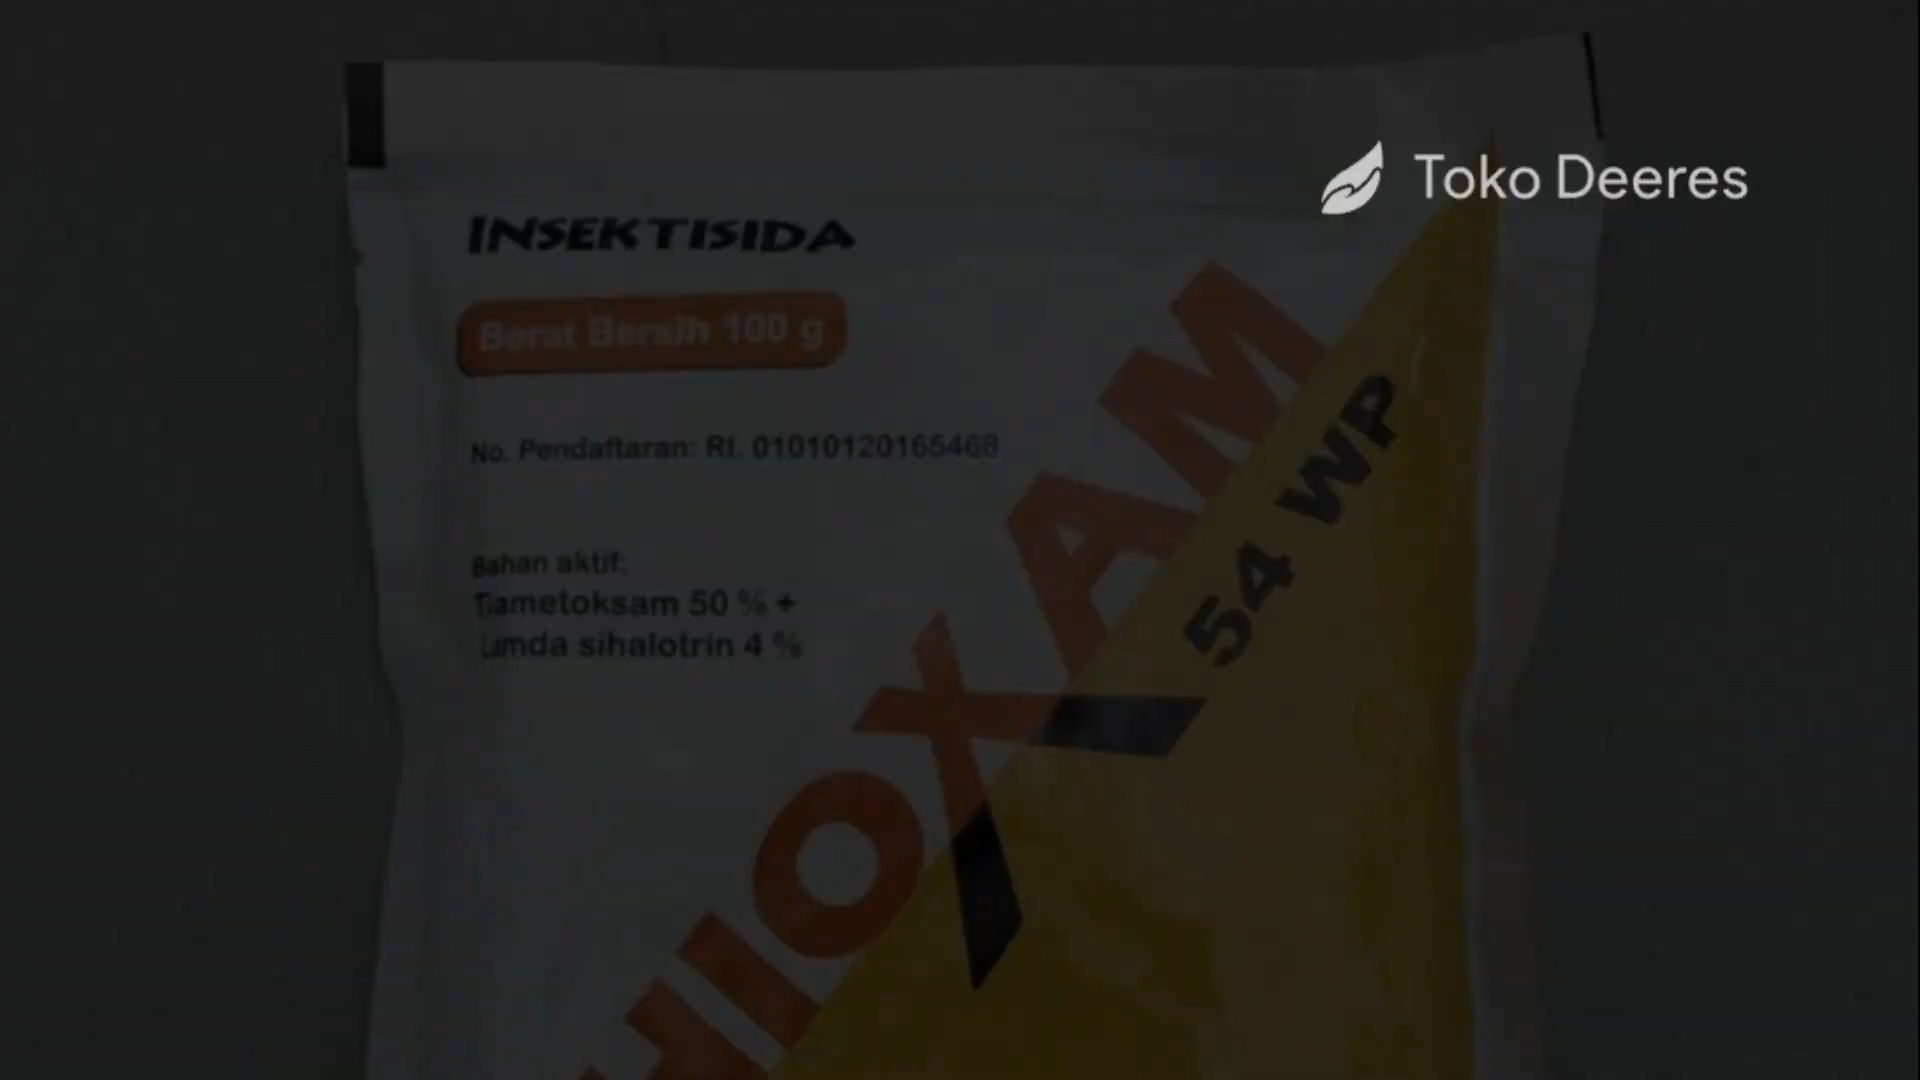 Toko Deeres
INSEKTISIDA
Berat Bersih 100 g
No. Pendaftaran: RI. 01010120165468
Bahan aktif:
Tiametoksam 50 % +
Lamda sihalotrin 4 %
IOXAM
54 WP